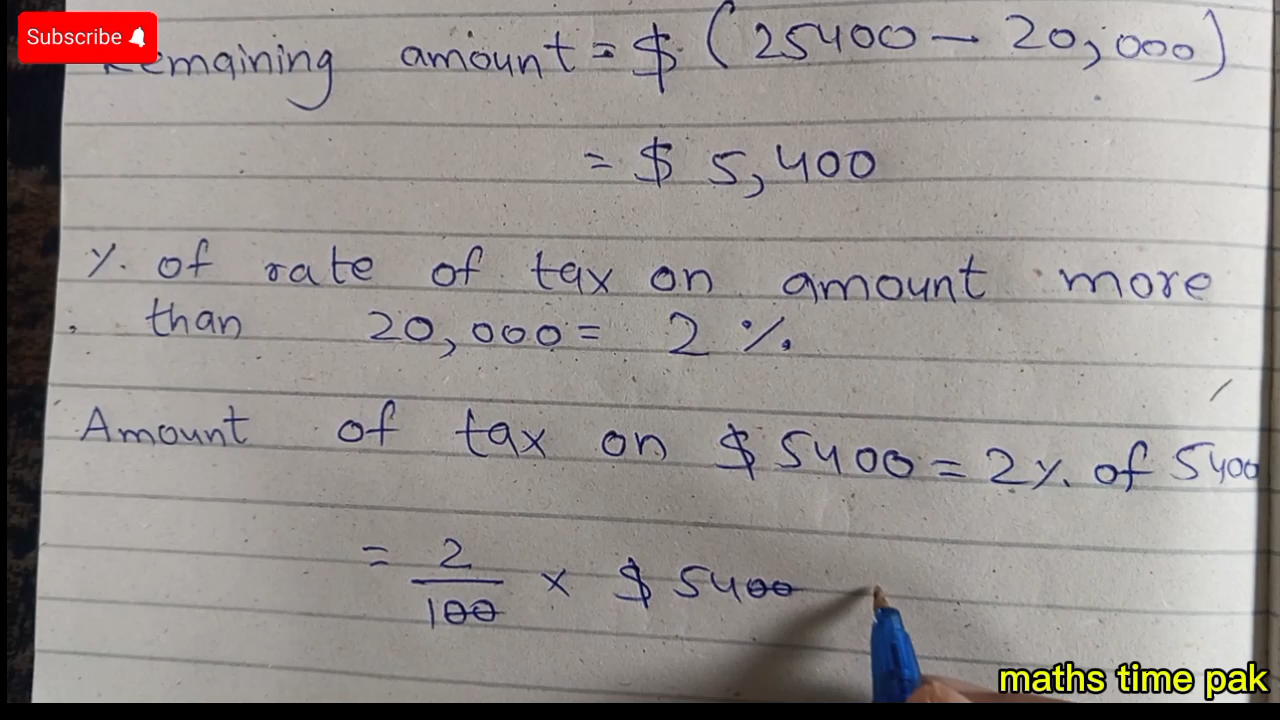 Subscribe
Remaining amount = $ (25400 - 20,000)
= $ 5,400
% of rate of tax on amount more
than 20,000 = 2 %.
Amount of tax on $ 5400 = 2% of 5400
= 2/100 × $ 5400
maths time pak